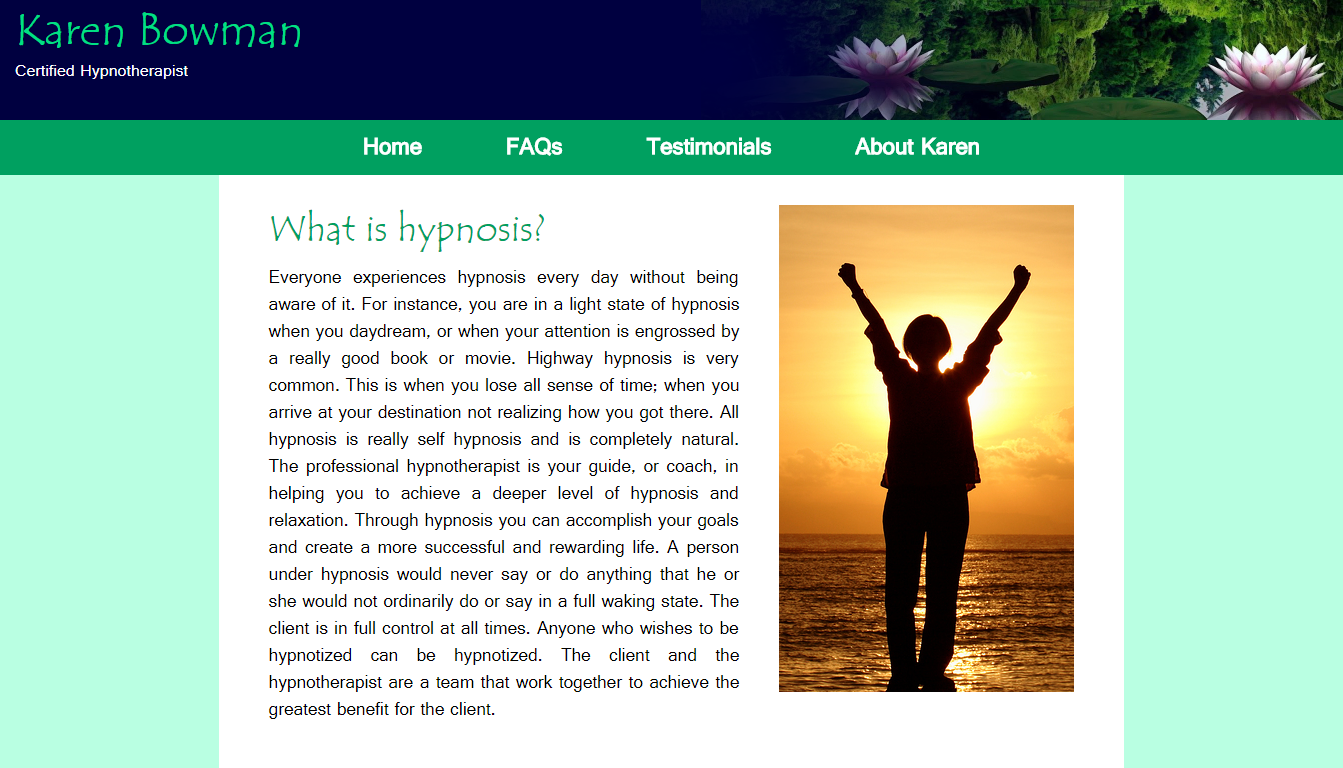 Karen Bowman
Certified Hypnotherapist
Home FAQs Testimonials About Karen
What is hypnosis?
Everyone experiences hypnosis every day without being
aware of it. For instance, you are in a light state of hypnosis
when you daydream, or when your attention is engrossed by
a really good book or movie. Highway hypnosis is very
common. This is when you lose all sense of time; when you
arrive at your destination not realizing how you got there. All
hypnosis is really self hypnosis and is completely natural.
The professional hypnotherapist is your guide, or coach, in
helping you to achieve a deeper level of hypnosis and
relaxation. Through hypnosis you can accomplish your goals
and create a more successful and rewarding life. A person
under hypnosis would never say or do anything that he or
she would not ordinarily do or say in a full waking state. The
client is in full control at all times. Anyone who wishes to be
hypnotized can be hypnotized. The client and the
hypnotherapist are a team that work together to achieve the
greatest benefit for the client.